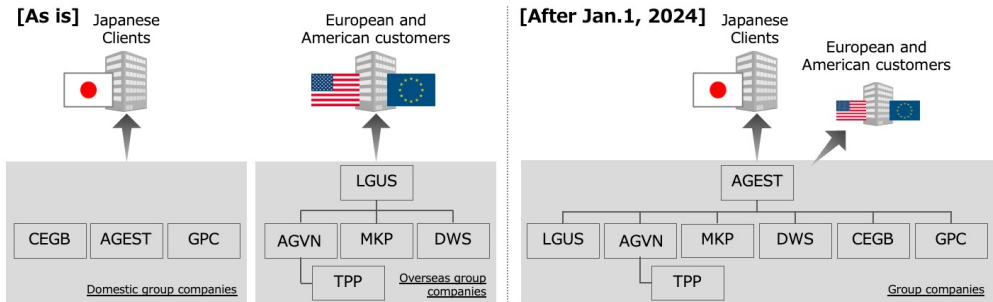 [As is]
Japanese
Clients
European and
American customers
LGUS
CEGB
AGEST
GPC
AGVN
MKP
DWS
TPP
Domestic group companies
Overseas group
companies
[After Jan.1, 2024]
Japanese
Clients
European and
American customers
AGEST
LGUS
AGVN
MKP
DWS
CEGB
GPC
TPP
Group companies